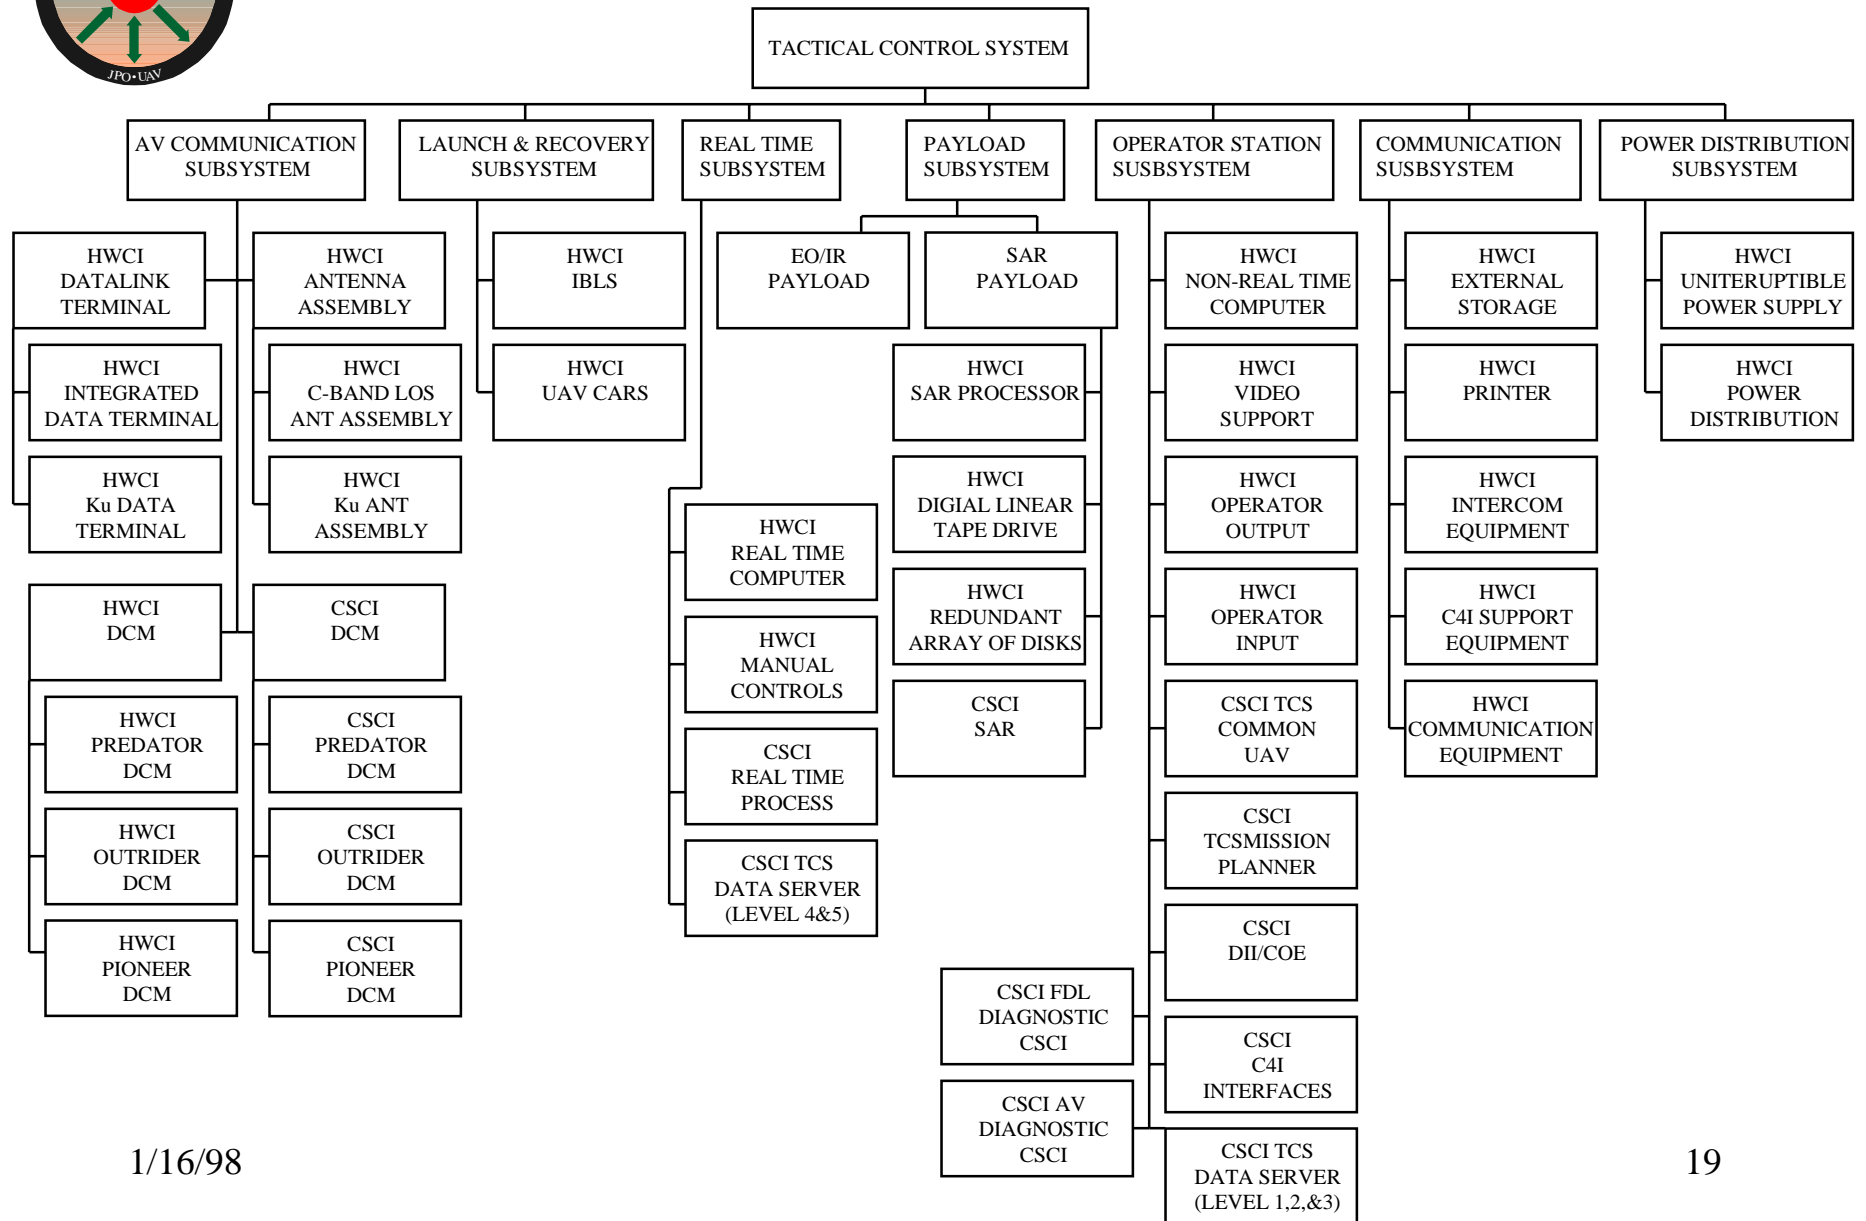 JPO•UAV
TACTICAL CONTROL SYSTEM
AV COMMUNICATION
SUBSYSTEM
LAUNCH & RECOVERY
SUBSYSTEM
REAL TIME
SUBSYSTEM
PAYLOAD
SUBSYSTEM
OPERATOR STATION
SUSBSYSTEM
COMMUNICATION
SUSBSYSTEM
POWER DISTRIBUTION
SUBSYSTEM
HWCI
DATALINK
TERMINAL
HWCI
ANTENNA
ASSEMBLY
HWCI
INTEGRATED
DATA TERMINAL
HWCI
C-BAND LOS
ANT ASSEMBLY
HWCI
Ku DATA
TERMINAL
HWCI
Ku ANT
ASSEMBLY
HWCI
DCM
CSCI
DCM
HWCI
PREDATOR
DCM
CSCI
PREDATOR
DCM
HWCI
OUTRIDER
DCM
CSCI
OUTRIDER
DCM
HWCI
PIONEER
DCM
CSCI
PIONEER
DCM
HWCI
IBLS
HWCI
UAV CARS
HWCI
REAL TIME
COMPUTER
HWCI
MANUAL
CONTROLS
CSCI
REAL TIME
PROCESS
CSCI TCS
DATA SERVER
(LEVEL 4&5)
EO/IR
PAYLOAD
SAR
PAYLOAD
HWCI
SAR PROCESSOR
HWCI
DIGIAL LINEAR
TAPE DRIVE
HWCI
REDUNDANT
ARRAY OF DISKS
CSCI
SAR
HWCI
NON-REAL TIME
COMPUTER
HWCI
VIDEO
SUPPORT
HWCI
OPERATOR
OUTPUT
HWCI
OPERATOR
INPUT
CSCI TCS
COMMON
UAV
CSCI
TCSMISSION
PLANNER
CSCI
DII/COE
CSCI FDL
DIAGNOSTIC
CSCI
CSCI
C4I
INTERFACES
CSCI AV
DIAGNOSTIC
CSCI
CSCI TCS
DATA SERVER
(LEVEL 1,2,&3)
HWCI
EXTERNAL
STORAGE
HWCI
PRINTER
HWCI
INTERCOM
EQUIPMENT
HWCI
C4I SUPPORT
EQUIPMENT
HWCI
COMMUNICATION
EQUIPMENT
HWCI
UNITERUPTIBLE
POWER SUPPLY
HWCI
POWER
DISTRIBUTION
1/16/98
19